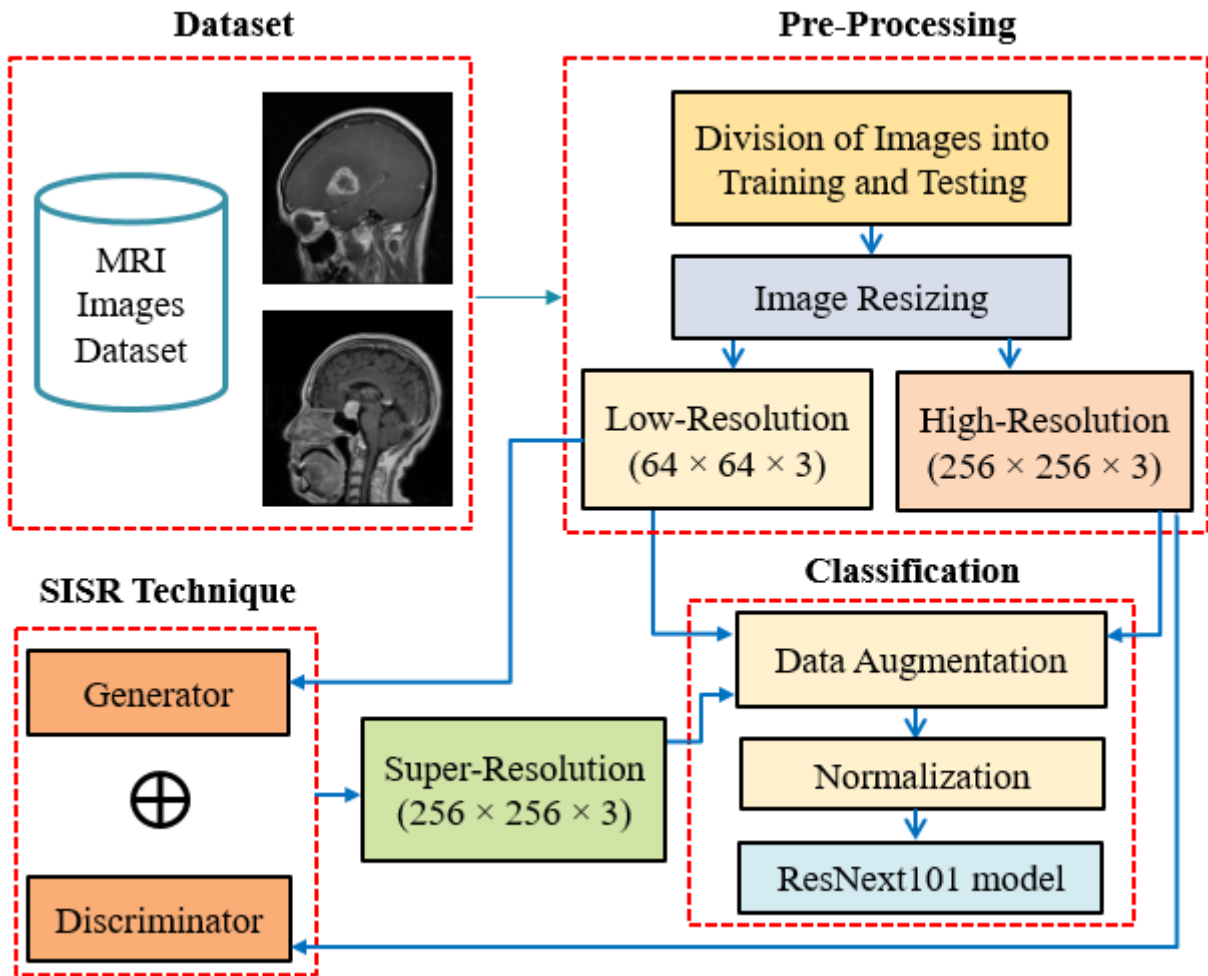 Dataset
MRI
Images
Dataset
Pre-Processing
Division of Images into
Training and Testing
Image Resizing
Low-Resolution
(64 × 64 × 3)
High-Resolution
(256 × 256 × 3)
SISR Technique
Generator
Discriminator
Super-Resolution
(256 × 256 × 3)
Classification
Data Augmentation
Normalization
ResNext101 model